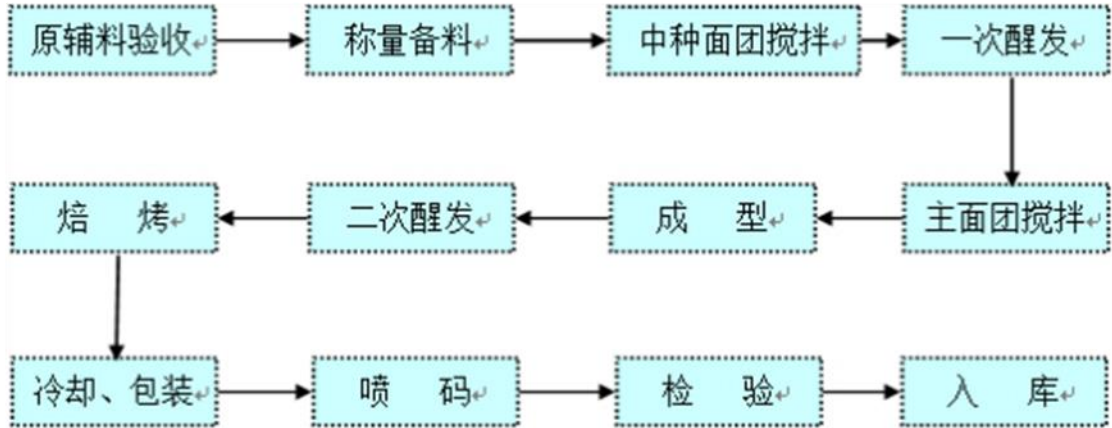 原辅料验收 称量备料 中种面团搅拌 一次醒发
焙 烤 二次醒发 成 型 主面团搅拌
冷却、包装 喷 码 检 验 入 库